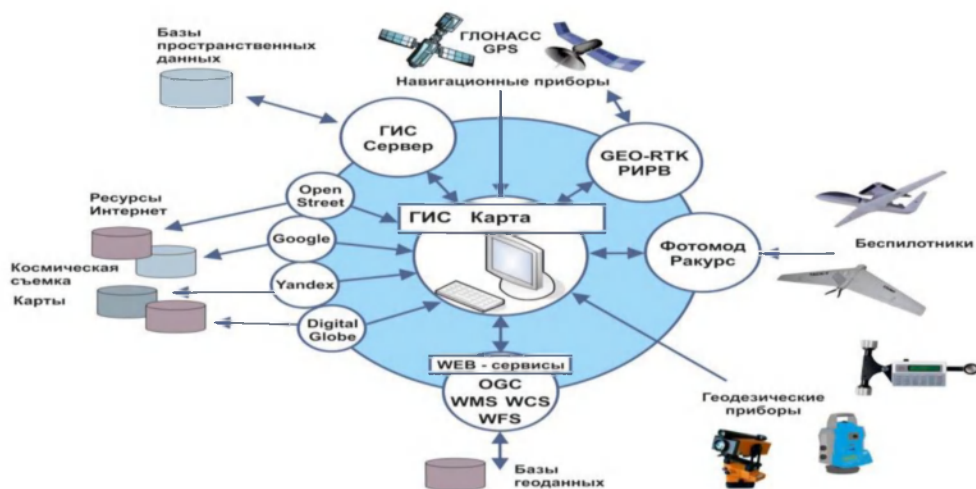 Базы
пространственных
данных
ГЛОНАСС
GPS
Навигационные приборы
ГИС
Сервер
GEO-RTK
РИРВ
Open
Street
Ресурсы
Интернет
ГИС Карта
Google
Фотомод
Ракурс
Беспилотники
Космическая
съемка
Карты
Yandex
Digital
Globe
WEB - сервисы
OGC
WMS WCS
WFS
Геодезические
приборы
Базы
геоданных